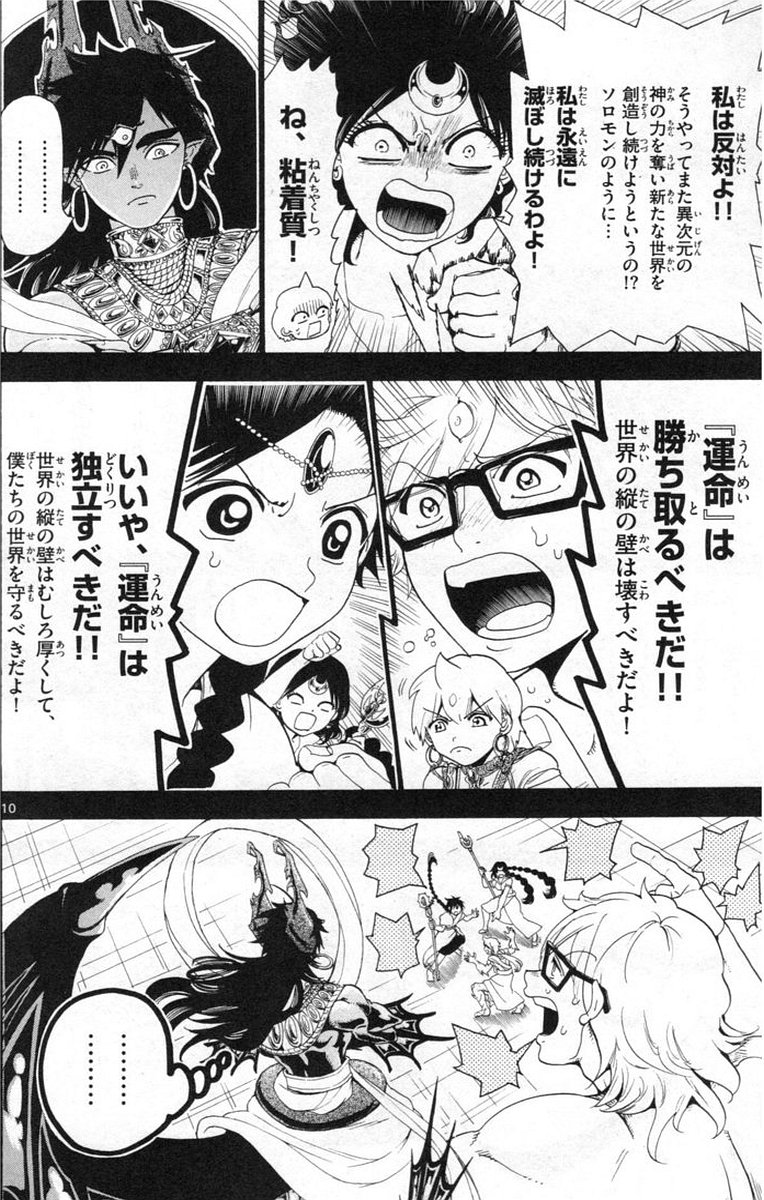 私は反対よ!!
そうやってまた異次元の
神の力を奪い新たな世界を
創造し続けようというの!?
ソロモンのように…
私は永遠に
滅ぼし続けるわよ!
ね、粘着質!
………
………
『運命』は
勝ち取るべきだ!!
世界の縦の壁は壊すべきだよ!
いいや、『運命』は
独立すべきだ!!
世界の縦の壁はむしろ厚くして、
僕たちの世界を守るべきだよ!
10
………
………